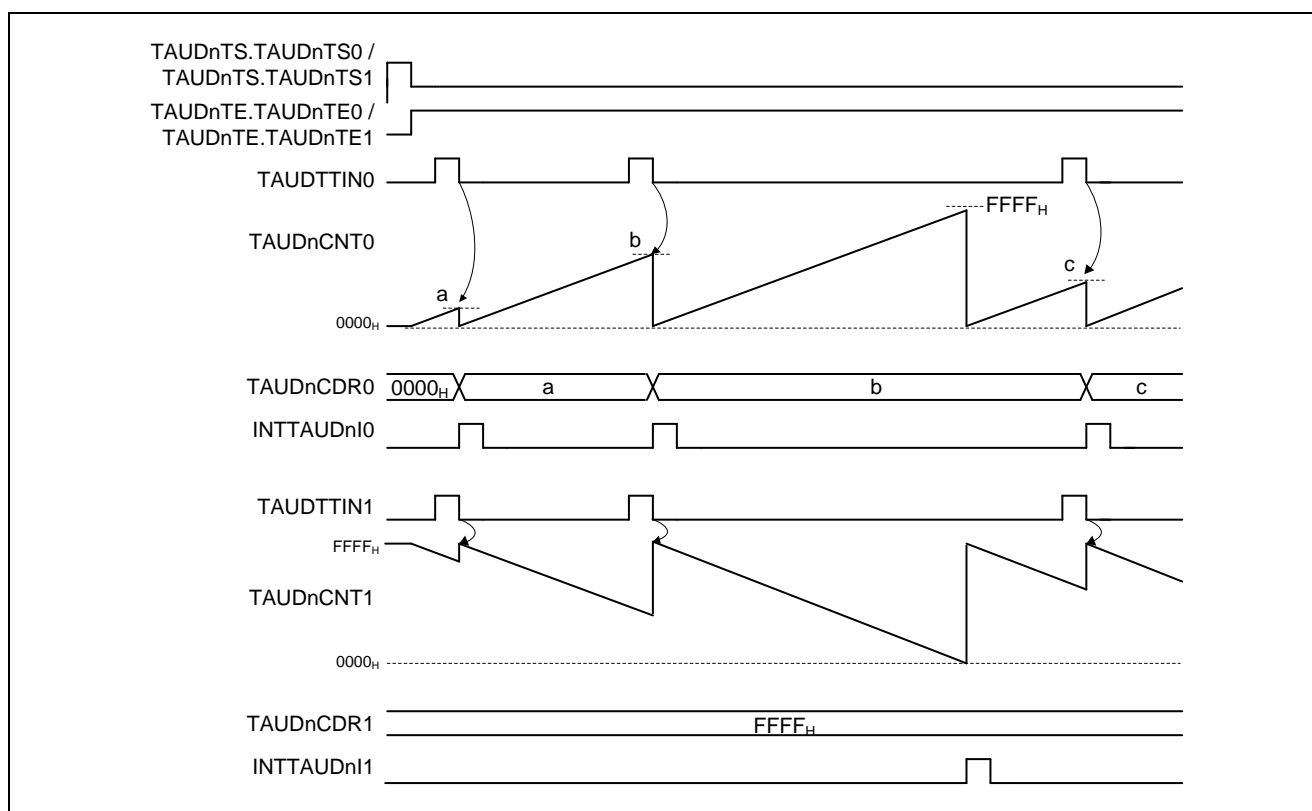 TAUDnTS.TAUDnTS0 /
TAUDnTS.TAUDnTS1
TAUDnTE.TAUDnTE0 /
TAUDnTE.TAUDnTE1
TAUDTTIN0
FFFFH
TAUDnCNT0
b
c
a
0000H
TAUDnCDR0
0000H a b c
INTTAUDnI0
TAUDTTIN1
FFFFH
TAUDnCNT1
0000H
TAUDnCDR1
FFFFH
INTTAUDnI1